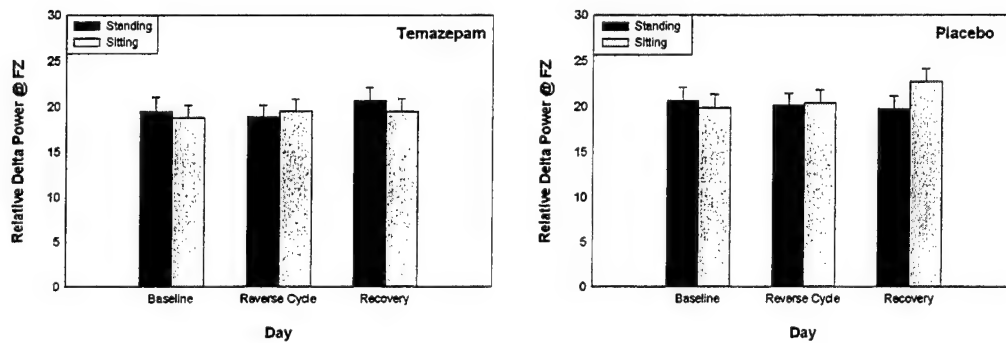 Relative Delta Power @ FZ
30
25
20
15
10
5
0
Standing
Sitting
Temazepam
Baseline
Reverse Cycle
Recovery
Day
Relative Delta Power @ FZ
30
25
20
15
10
5
0
Standing
Sitting
Placebo
Baseline
Reverse Cycle
Recovery
Day